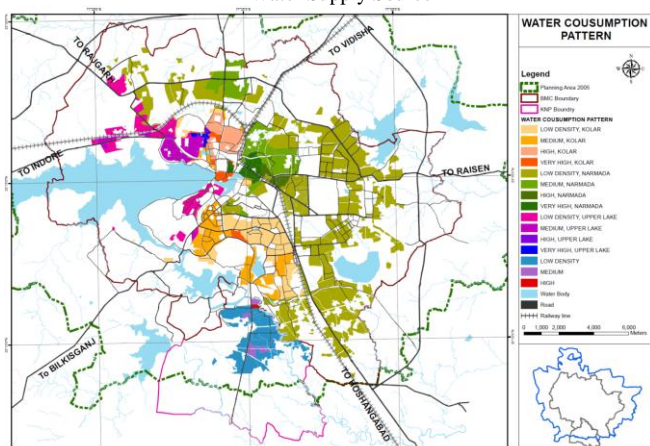 Water Supply Source
WATER COUSUMPTION
PATTERN
N
Legend
Planning Area 2005
BMC Boundary
KNP Boundry
WATER COUSUMPTION PATTERN
LOW DENSITY, KOLAR
MEDIUM, KOLAR
HIGH, KOLAR
VERY HIGH, KOLAR
LOW DENSITY, NARMADA
MEDIUM, NARMADA
HIGH, NARMADA
VERY HIGH, NARMADA
LOW DENSITY, UPPER LAKE
MEDIUM, UPPER LAKE
HIGH, UPPER LAKE
VERY HIGH, UPPER LAKE
LOW DENSITY
MEDIUM
HIGH
Water Body
Road
Railway line
0 1,000 2,000 4,000 6,000
Meters
TO RAJGARH
TO VIDISHA
TO INDORE
TO RAISEN
To BILKISGANJ
TO HOSHANGABAD